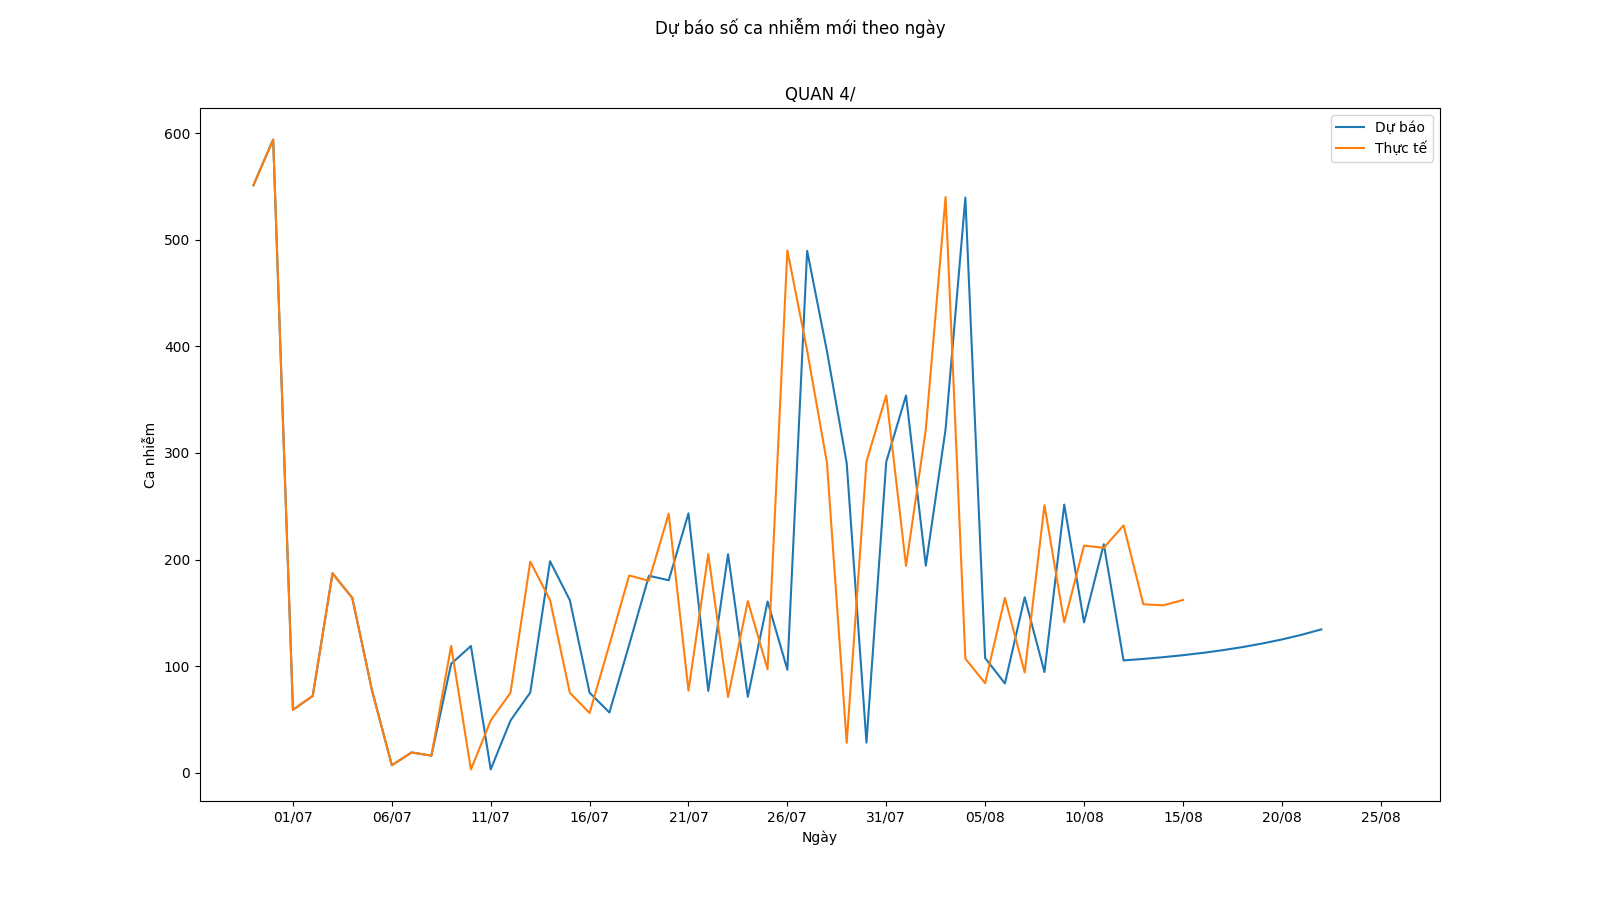 Dự báo số ca nhiễm mới theo ngày
QUAN 4/
Dự báo
Thực tế
600
500
400
300
200
100
0
Ca nhiễm
01/07 06/07 11/07 16/07 21/07 26/07 31/07 05/08 10/08 15/08 20/08 25/08
Ngày